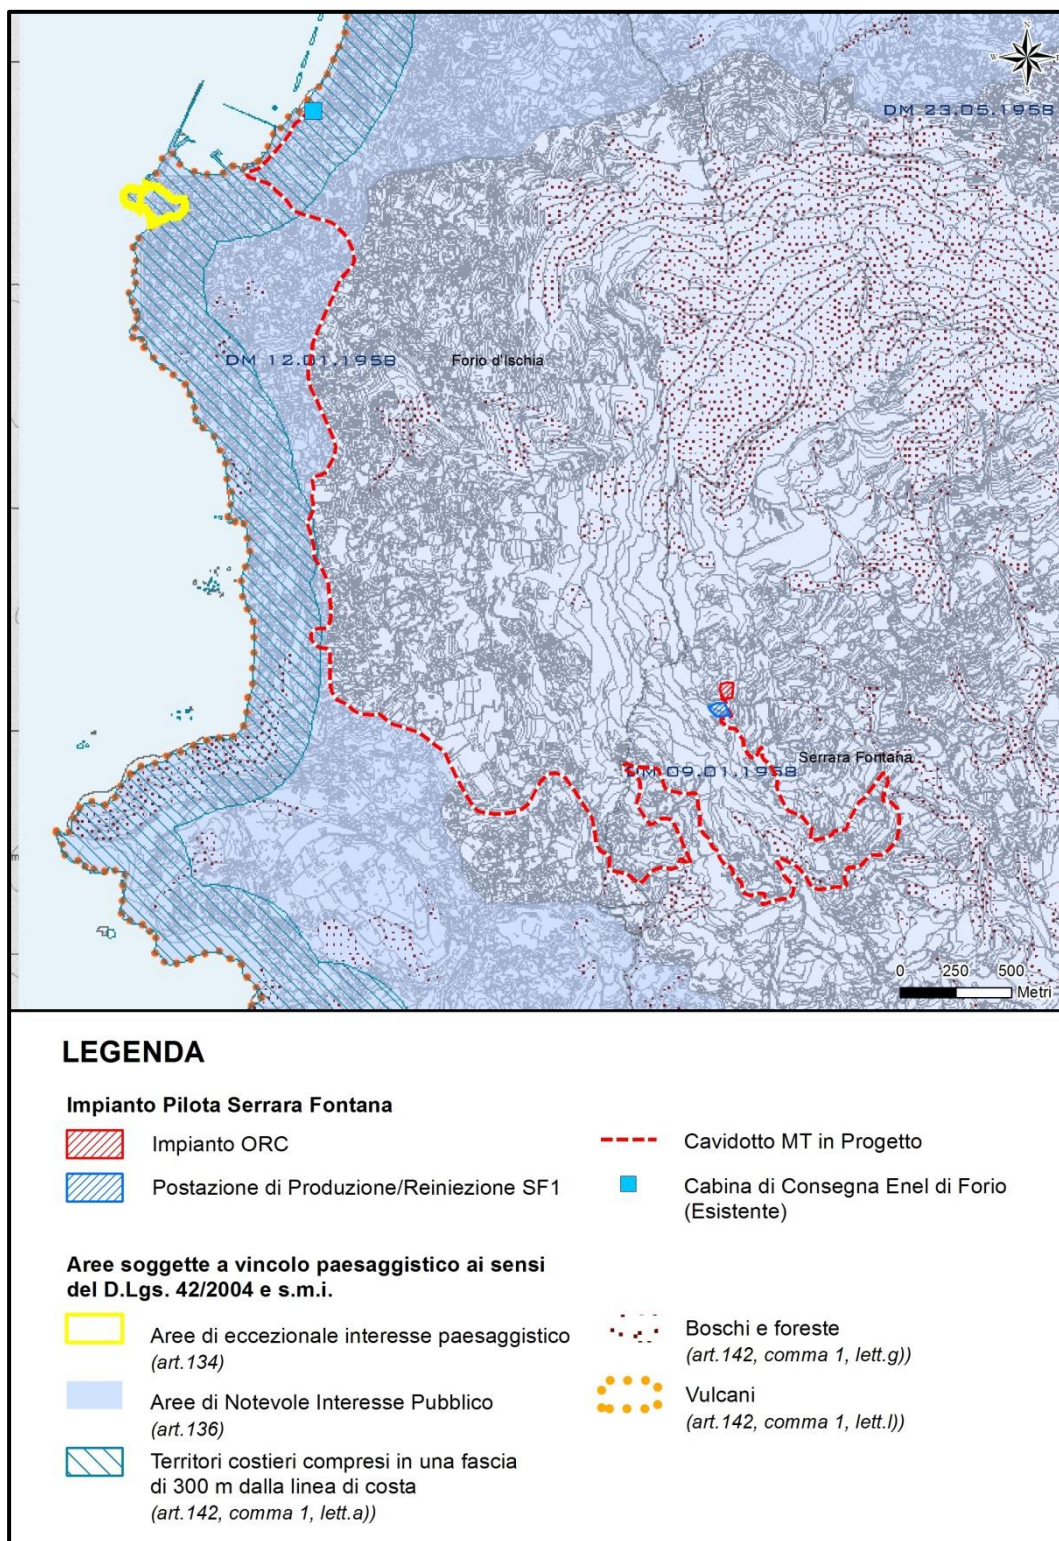 N
W
E
S
DM 23.05.1958
DM 12.01.1958
Forio d'Ischia
Serrara Fontana
DM 09.01.1958
0 250 500
Metri
m
LEGENDA
Impianto Pilota Serrara Fontana
Impianto ORC
Cavidotto MT in Progetto
Postazione di Produzione/Reiniezione SF1
Cabina di Consegna Enel di Forio
(Esistente)
Aree soggette a vincolo paesaggistico ai sensi
del D.Lgs. 42/2004 e s.m.i.
Aree di eccezionale interesse paesaggistico
(art.134)
Boschi e foreste
(art.142, comma 1, lett.g))
Aree di Notevole Interesse Pubblico
(art.136)
Vulcani
(art.142, comma 1, lett.l))
Territori costieri compresi in una fascia
di 300 m dalla linea di costa
(art.142, comma 1, lett.a))